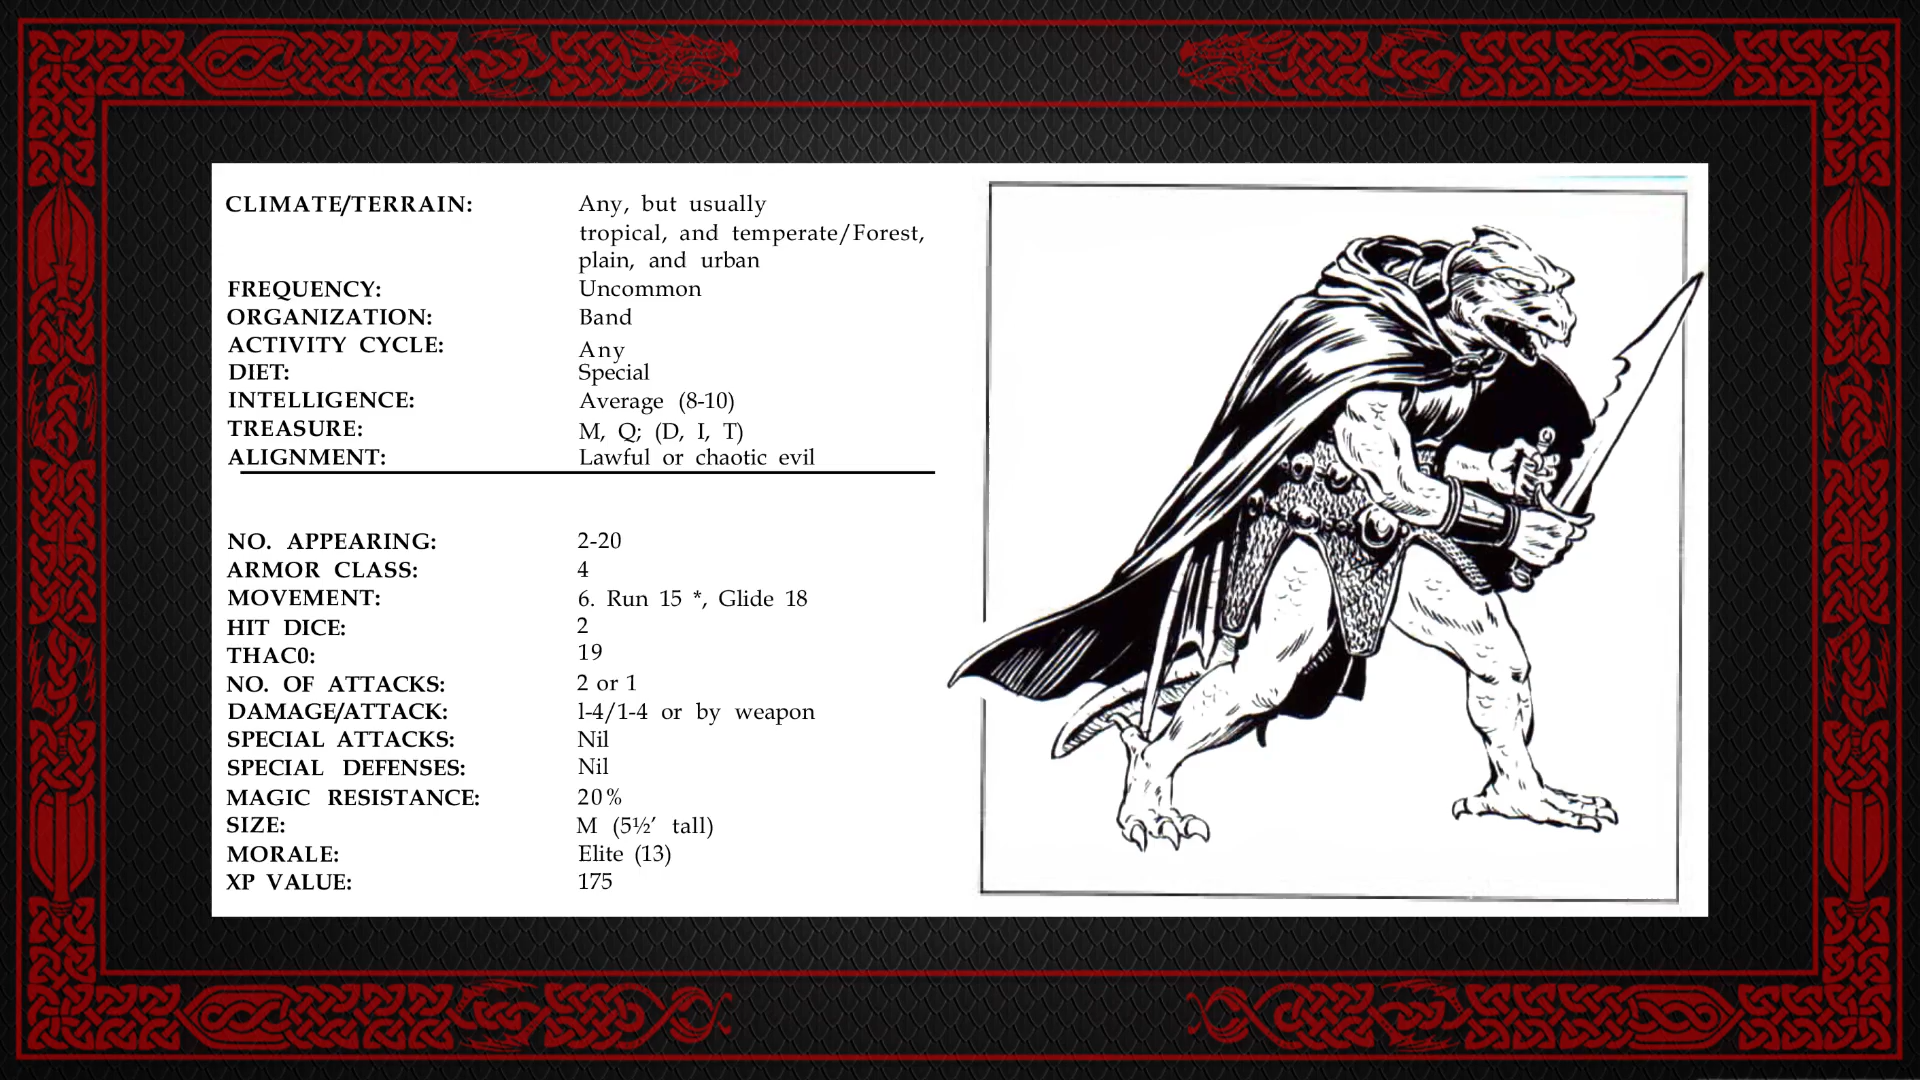 CLIMATE/TERRAIN: Any, but usually
tropical, and temperate/Forest,
plain, and urban
FREQUENCY: Uncommon
ORGANIZATION: Band
ACTIVITY CYCLE: Any
DIET: Special
INTELLIGENCE: Average (8-10)
TREASURE: M, Q; (D, I, T)
ALIGNMENT: Lawful or chaotic evil
NO. APPEARING: 2-20
ARMOR CLASS: 4
MOVEMENT: 6. Run 15 *, Glide 18
HIT DICE: 2
THAC0: 19
NO. OF ATTACKS: 2 or 1
DAMAGE/ATTACK: l-4/1-4 or by weapon
SPECIAL ATTACKS: Nil
SPECIAL DEFENSES: Nil
MAGIC RESISTANCE: 20%
SIZE: M (5½′ tall)
MORALE: Elite (13)
XP VALUE: 175